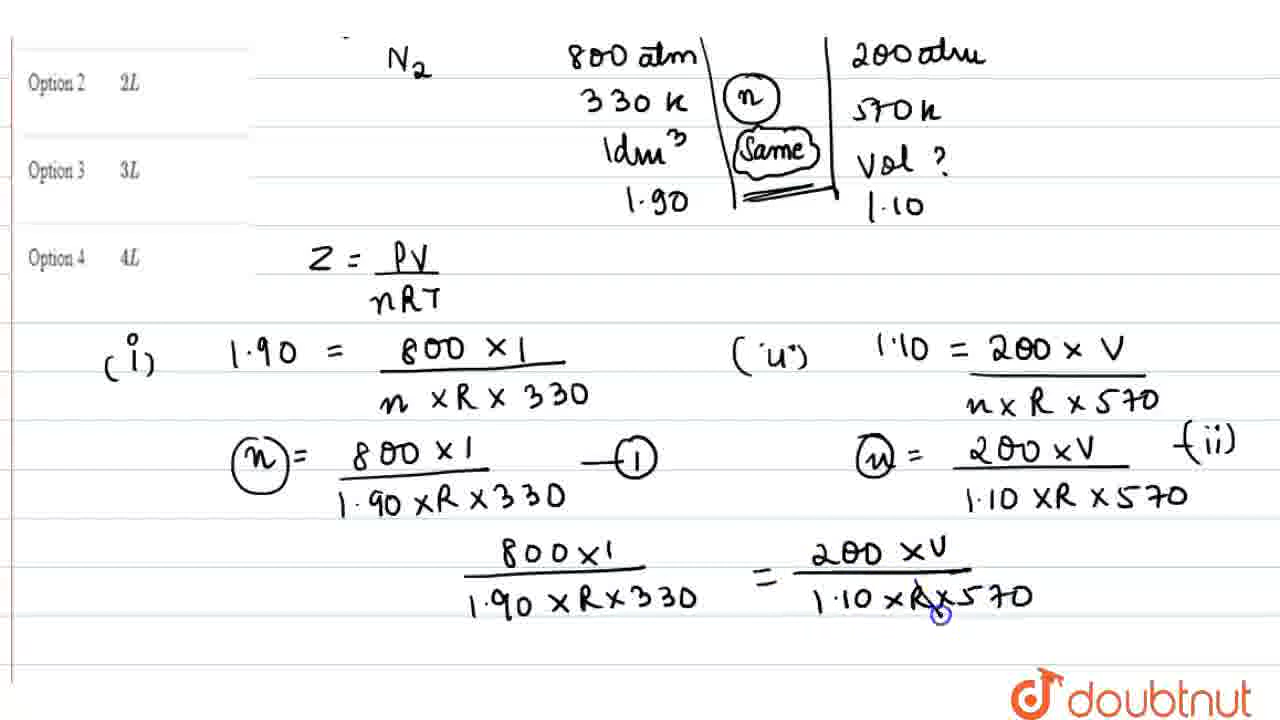 N₂ 800 atm 200 atm
Option 2 2L
330 K n 570 K
1dm³ Same Vol ?
Option 3 3L
1.90 1.10
Option 4 4L
Z = PV / nRT
(i) 1.90 = 800 × 1 / n × R × 330 (ii) 1.10 = 200 × V / n × R × 570
n = 800 × 1 / 1.90 × R × 330 — 1 n = 200 × V / 1.10 × R × 570 — (ii)
800 × 1 / 1.90 × R × 330 = 200 × V / 1.10 × R × 570
doubtnut